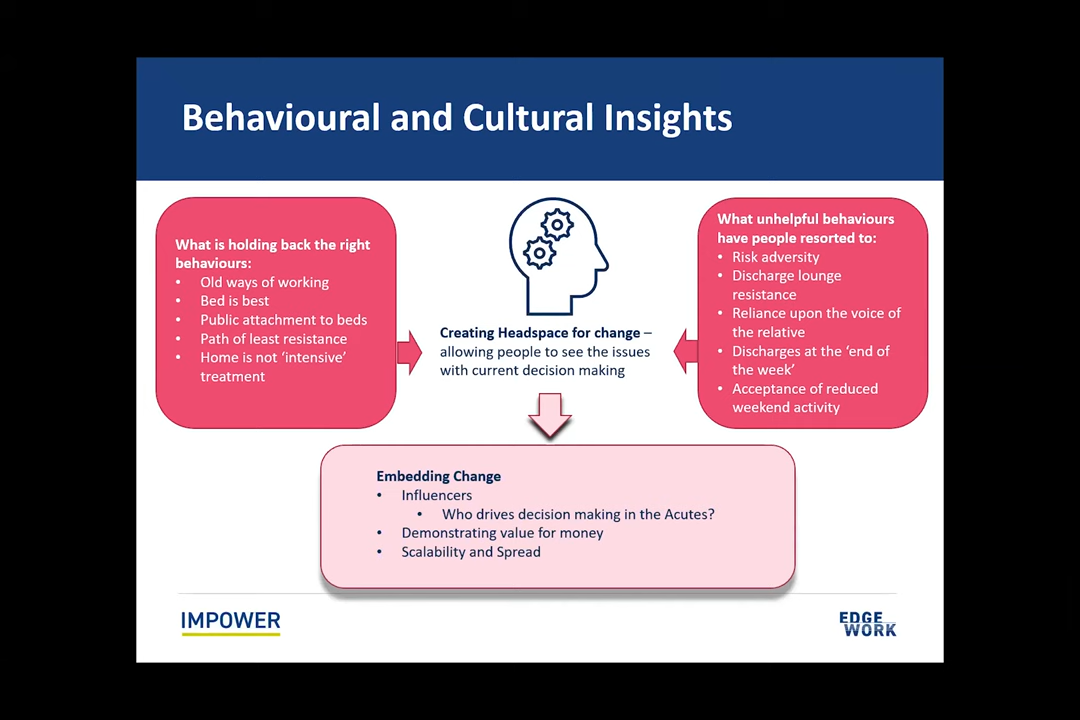 Behavioural and Cultural Insights
What is holding back the right
behaviours:
• Old ways of working
• Bed is best
• Public attachment to beds
• Path of least resistance
• Home is not ‘intensive’
treatment
Creating Headspace for change –
allowing people to see the issues
with current decision making
What unhelpful behaviours
have people resorted to:
• Risk adversity
• Discharge lounge
resistance
• Reliance upon the voice of
the relative
• Discharges at the ‘end of
the week’
• Acceptance of reduced
weekend activity
Embedding Change
• Influencers
• Who drives decision making in the Acutes?
• Demonstrating value for money
• Scalability and Spread
IMPOWER
EDGE
WORK